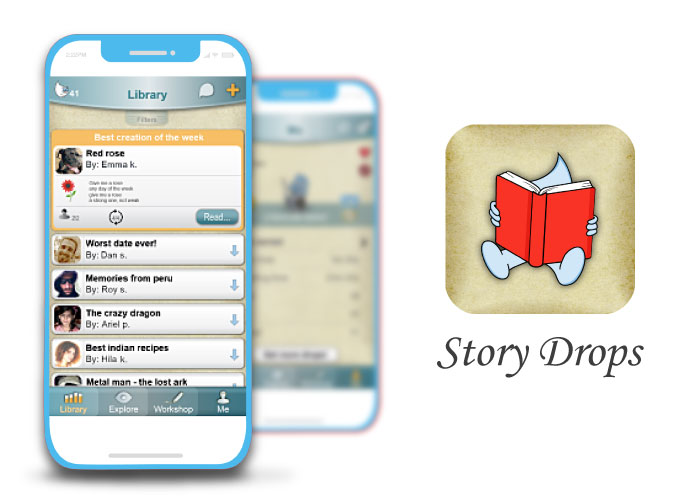 2:52PM
41
Library
Filters
Best creation of the week
Red rose
By: Emma k.
Give me a rose
any day of the week
give me a rose
a strong one, not weak
Read...
Worst date ever!
By: Dan s.
Memories from peru
By: Roy s.
The crazy dragon
By: Ariel p.
Best indian recipes
By: Hila k.
Metal man - the lost ark
Library
Explore
Workshop
Me
Story Drops